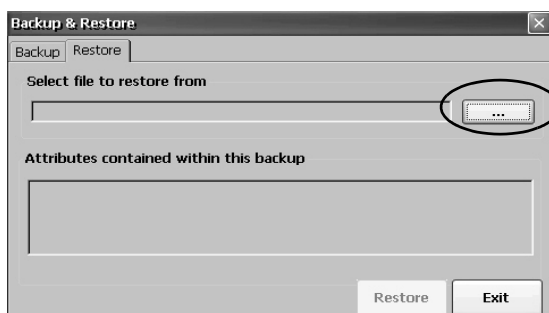 Backup & Restore
Backup Restore
Select file to restore from
...
Attributes contained within this backup
Restore Exit